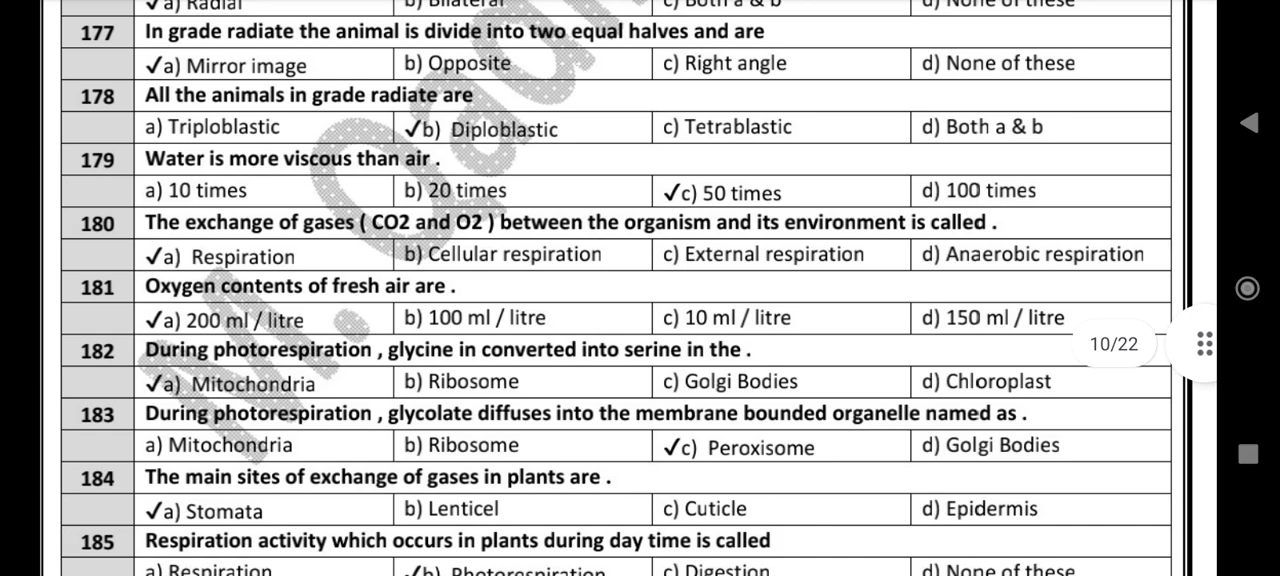 ✓a) Radial b) Bilateral c) Both a & b d) None of these
177 In grade radiate the animal is divide into two equal halves and are
✓a) Mirror image b) Opposite c) Right angle d) None of these
178 All the animals in grade radiate are
a) Triploblastic ✓b) Diploblastic c) Tetrablastic d) Both a & b
179 Water is more viscous than air .
a) 10 times b) 20 times ✓c) 50 times d) 100 times
180 The exchange of gases ( CO2 and O2 ) between the organism and its environment is called .
✓a) Respiration b) Cellular respiration c) External respiration d) Anaerobic respiration
181 Oxygen contents of fresh air are .
✓a) 200 ml / litre b) 100 ml / litre c) 10 ml / litre d) 150 ml / litre
10/22
182 During photorespiration , glycine in converted into serine in the .
✓a) Mitochondria b) Ribosome c) Golgi Bodies d) Chloroplast
183 During photorespiration , glycolate diffuses into the membrane bounded organelle named as .
a) Mitochondria b) Ribosome ✓c) Peroxisome d) Golgi Bodies
184 The main sites of exchange of gases in plants are .
✓a) Stomata b) Lenticel c) Cuticle d) Epidermis
185 Respiration activity which occurs in plants during day time is called
a) Respiration ✓b) Photorespiration c) Digestion d) None of these